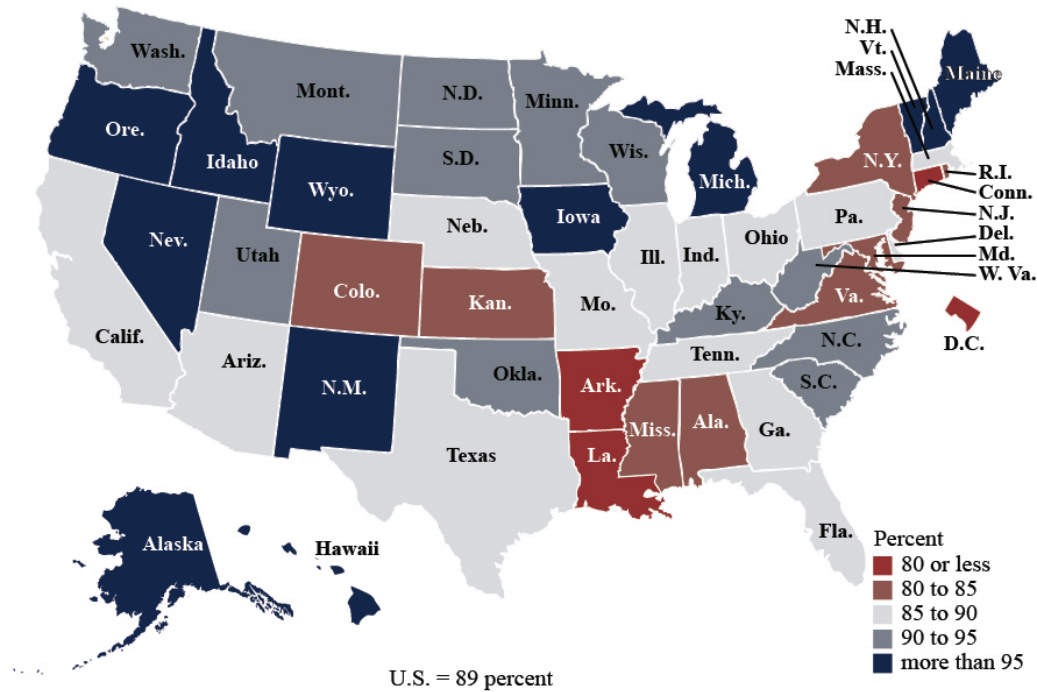 N.H.
Vt.
Mass.
Maine
Wash.
Mont.
N.D.
Minn.
Ore.
Idaho
S.D.
Wis.
Mich.
N.Y.
R.I.
Conn.
N.J.
Del.
Md.
W. Va.
Wyo.
Iowa
Neb.
Pa.
Nev.
Utah
Ill.
Ind.
Ohio
Colo.
Kan.
Mo.
Ky.
Va.
D.C.
Calif.
Ariz.
N.M.
Okla.
Ark.
Tenn.
N.C.
S.C.
Texas
La.
Miss.
Ala.
Ga.
Fla.
Alaska
Hawaii
Percent
80 or less
80 to 85
85 to 90
90 to 95
more than 95
U.S. = 89 percent